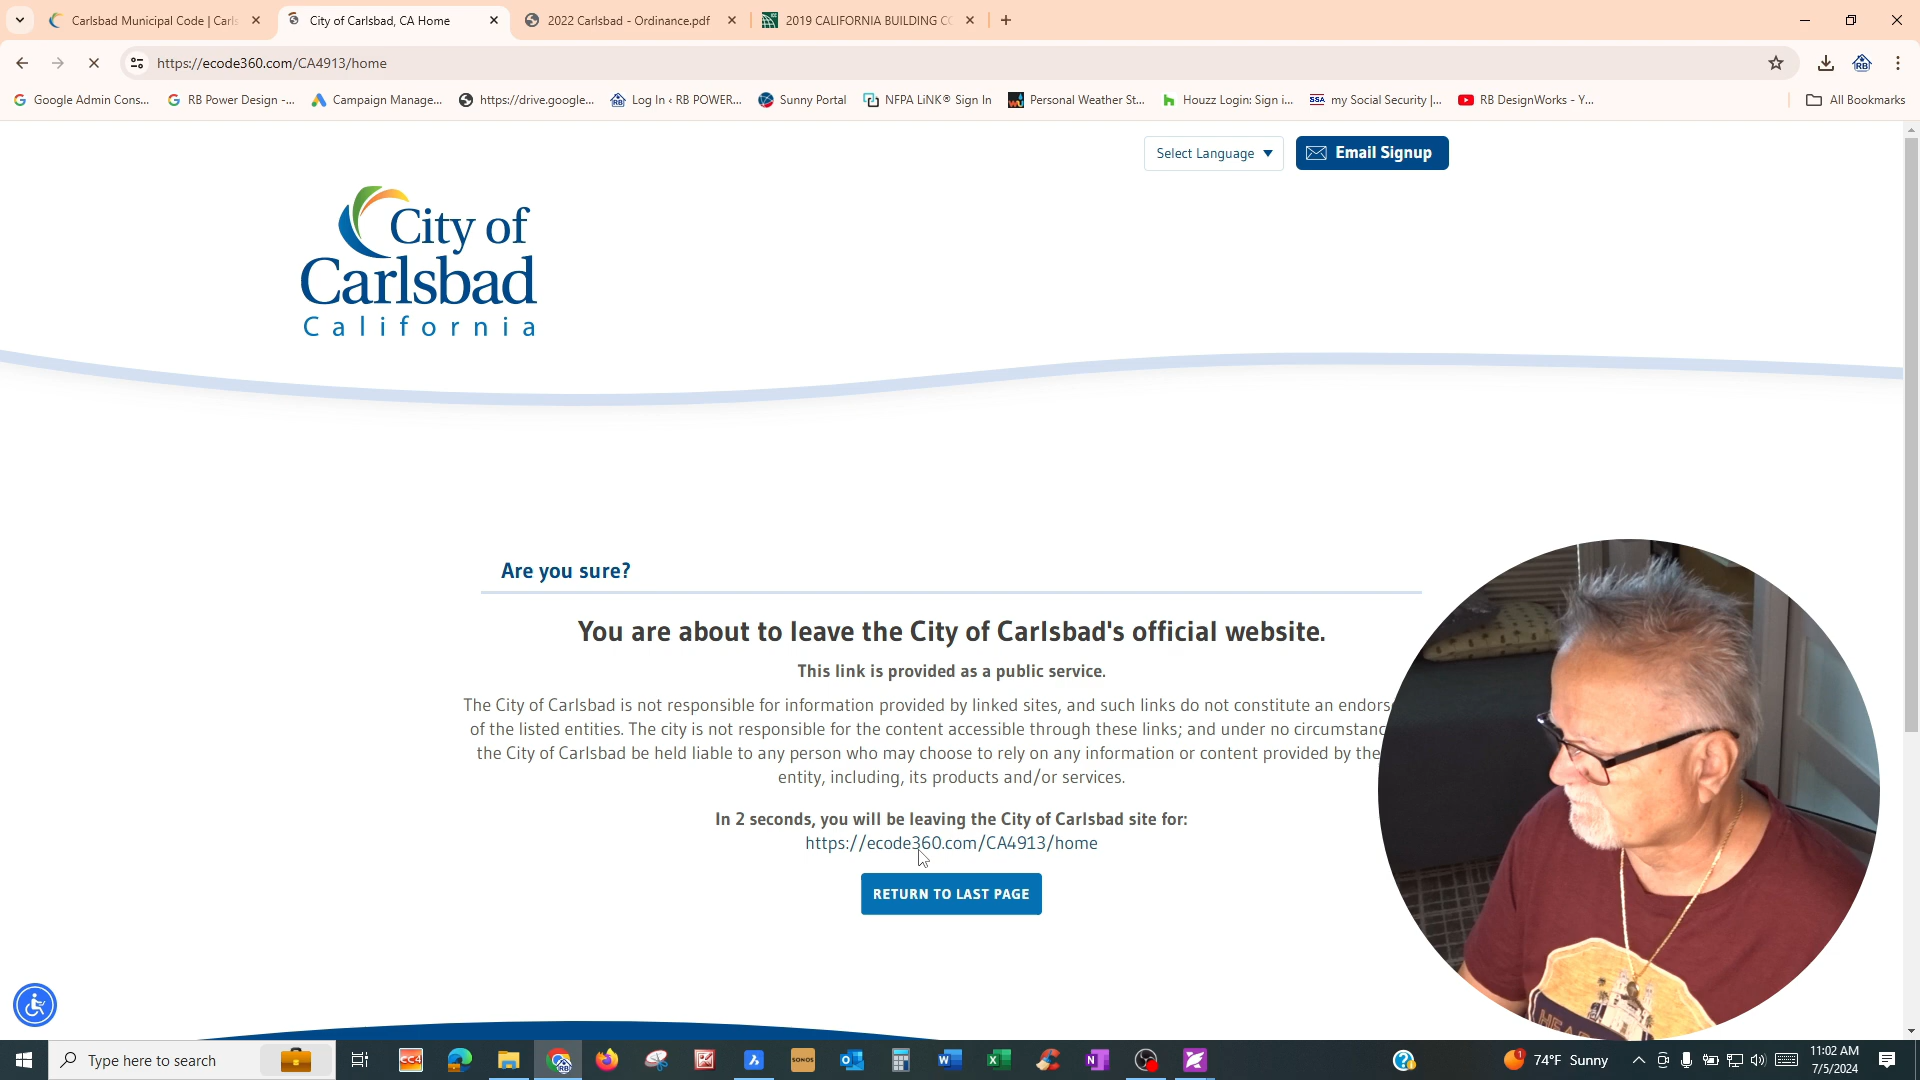 Carlsbad Municipal Code | Carls
City of Carlsbad, CA Home
2022 Carlsbad - Ordinance.pdf
2019 CALIFORNIA BUILDING CO
https://ecode360.com/CA4913/home
Google Admin Cons...
RB Power Design -...
Campaign Manage...
https://drive.google...
Log In ‹ RB POWER...
Sunny Portal
NFPA LiNK® Sign In
Personal Weather St...
Houzz Login: Sign i...
SSA my Social Security |...
RB DesignWorks - Y...
All Bookmarks
Select Language ▼
Email Signup
City of
Carlsbad
California
Are you sure?
You are about to leave the City of Carlsbad's official website.
This link is provided as a public service.
The City of Carlsbad is not responsible for information provided by linked sites, and such links do not constitute an endors
of the listed entities. The city is not responsible for the content accessible through these links; and under no circumstanc
the City of Carlsbad be held liable to any person who may choose to rely on any information or content provided by the
entity, including, its products and/or services.
In 2 seconds, you will be leaving the City of Carlsbad site for:
https://ecode360.com/CA4913/home
RETURN TO LAST PAGE
Type here to search
CC4
SONOS
1
74°F Sunny
11:02 AM
7/5/2024